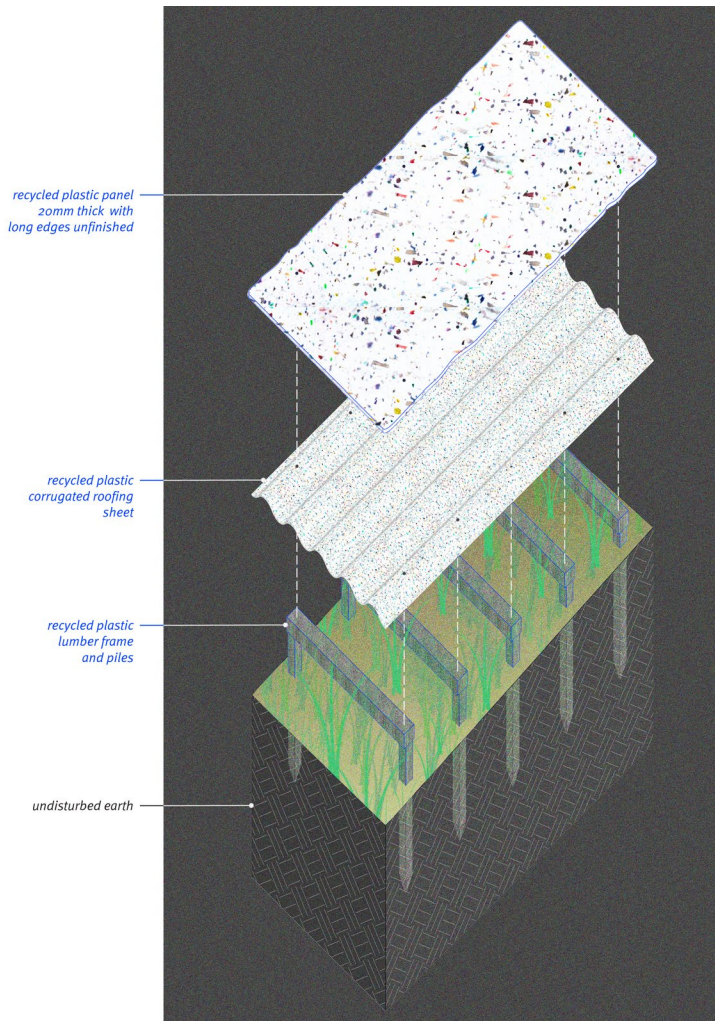 recycled plastic panel
20mm thick with
long edges unfinished
recycled plastic
corrugated roofing
sheet
recycled plastic
lumber frame
and piles
undisturbed earth